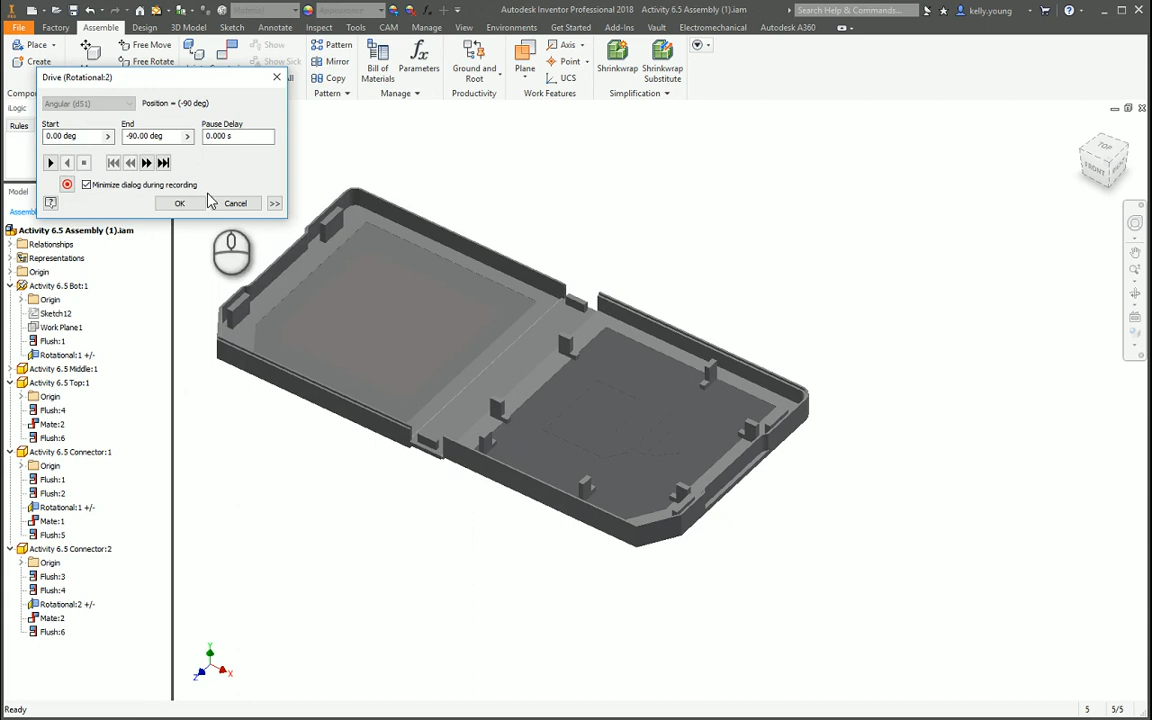 Autodesk Inventor Professional 2018   Activity 6.5 Assembly (1).iam
Search Help & Commands...
kelly.young
Material
Appearance
File
Factory
Assemble
Design
3D Model
Sketch
Annotate
Inspect
Tools
CAM
Manage
View
Environments
Get Started
Add-Ins
Vault
Electromechanical
Autodesk A360
Place
Create
Free Move
Free Rotate
Show
Show Sick
Pattern
Mirror
Copy
Pattern
Bill of Materials
Parameters
Manage
Ground and Root
Productivity
Plane
Axis
Point
UCS
Work Features
Shrinkwrap
Shrinkwrap Substitute
Simplification
Drive (Rotational:2)
Angular (d51)
Position = (-90 deg)
Start
End
Pause Delay
0.00 deg
-90.00 deg
0.000 s
Minimize dialog during recording
OK
Cancel
>>
iLogic
Rules
Model
Activity 6.5 Assembly (1).iam
Relationships
Representations
Origin
Activity 6.5 Bot:1
Origin
Sketch12
Work Plane1
Flush:1
Rotational:1 +/-
Activity 6.5 Middle:1
Activity 6.5 Top:1
Origin
Flush:4
Mate:2
Flush:6
Activity 6.5 Connector:1
Origin
Flush:1
Flush:2
Rotational:1 +/-
Mate:1
Flush:5
Activity 6.5 Connector:2
Origin
Flush:3
Flush:4
Rotational:2 +/-
Mate:2
Flush:6
TOP
FRONT
Y
Z
X
Ready
5
5/5